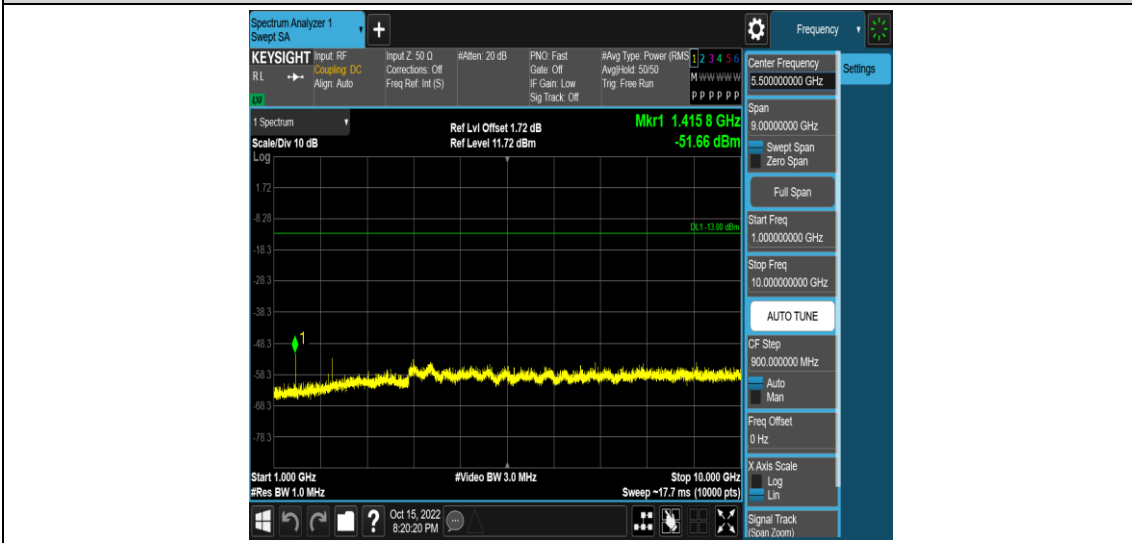 Spectrum Analyzer 1
Swept SA
Frequency
KEYSIGHT
RL
LXI
Input: RF
Coupling: DC
Align: Auto
Input Z: 50 Ω
Corrections: Off
Freq Ref: Int (S)
#Atten: 20 dB
PNO: Fast
Gate: Off
IF Gain: Low
Sig Track: Off
#Avg Type: Power (RMS
Avg|Hold: 50/50
Trig: Free Run
1 2 3 4 5 6
M W W W W W
P P P P P P
Center Frequency
5.500000000 GHz
Settings
Span
9.00000000 GHz
Swept Span
Zero Span
Full Span
Start Freq
1.000000000 GHz
Stop Freq
10.000000000 GHz
AUTO TUNE
CF Step
900.000000 MHz
Auto
Man
Freq Offset
0 Hz
X Axis Scale
Log
Lin
Signal Track
(Span Zoom)
1 Spectrum
Scale/Div 10 dB
Log
Ref Lvl Offset 1.72 dB
Ref Level 11.72 dBm
Mkr1 1.415 8 GHz
-51.66 dBm
1.72
-8.28
DL1 -13.00 dBm
-18.3
-28.3
-38.3
1
-48.3
-58.3
-68.3
-78.3
Start 1.000 GHz
#Video BW 3.0 MHz
Stop 10.000 GHz
#Res BW 1.0 MHz
Sweep ~17.7 ms (10000 pts)
?
Oct 15, 2022
8:20:20 PM